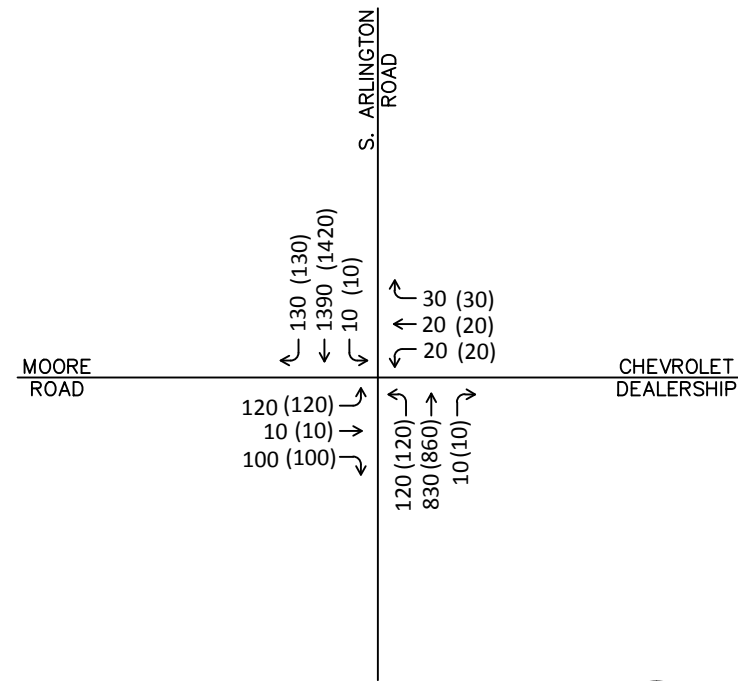 S. ARLINGTON
ROAD
130 (130)
1390 (1420)
10 (10)
30 (30)
20 (20)
20 (20)
MOORE
ROAD
CHEVROLET
DEALERSHIP
120 (120)
10 (10)
100 (100)
120 (120)
830 (860)
10 (10)